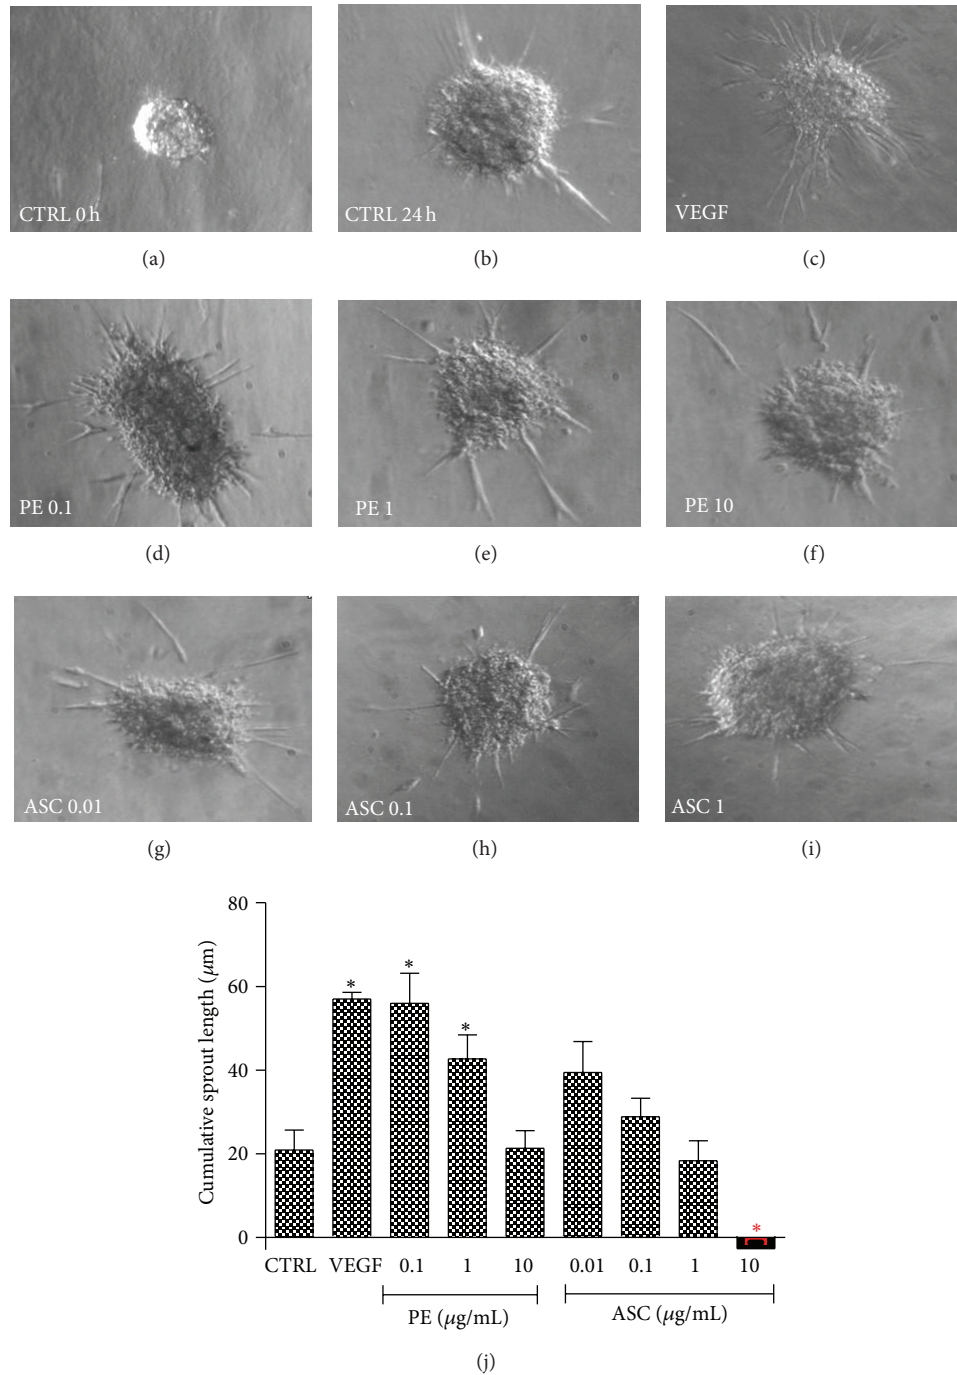 CTRL 0 h
(a)
CTRL 24 h
(b)
VEGF
(c)
PE 0.1
(d)
PE 1
(e)
PE 10
(f)
ASC 0.01
(g)
ASC 0.1
(h)
ASC 1
(i)
Cumulative sprout length (μm)
80
60
40
20
0
* * * *
CTRL VEGF 0.1 1 10 0.01 0.1 1 10
PE (μg/mL) ASC (μg/mL)
(j)